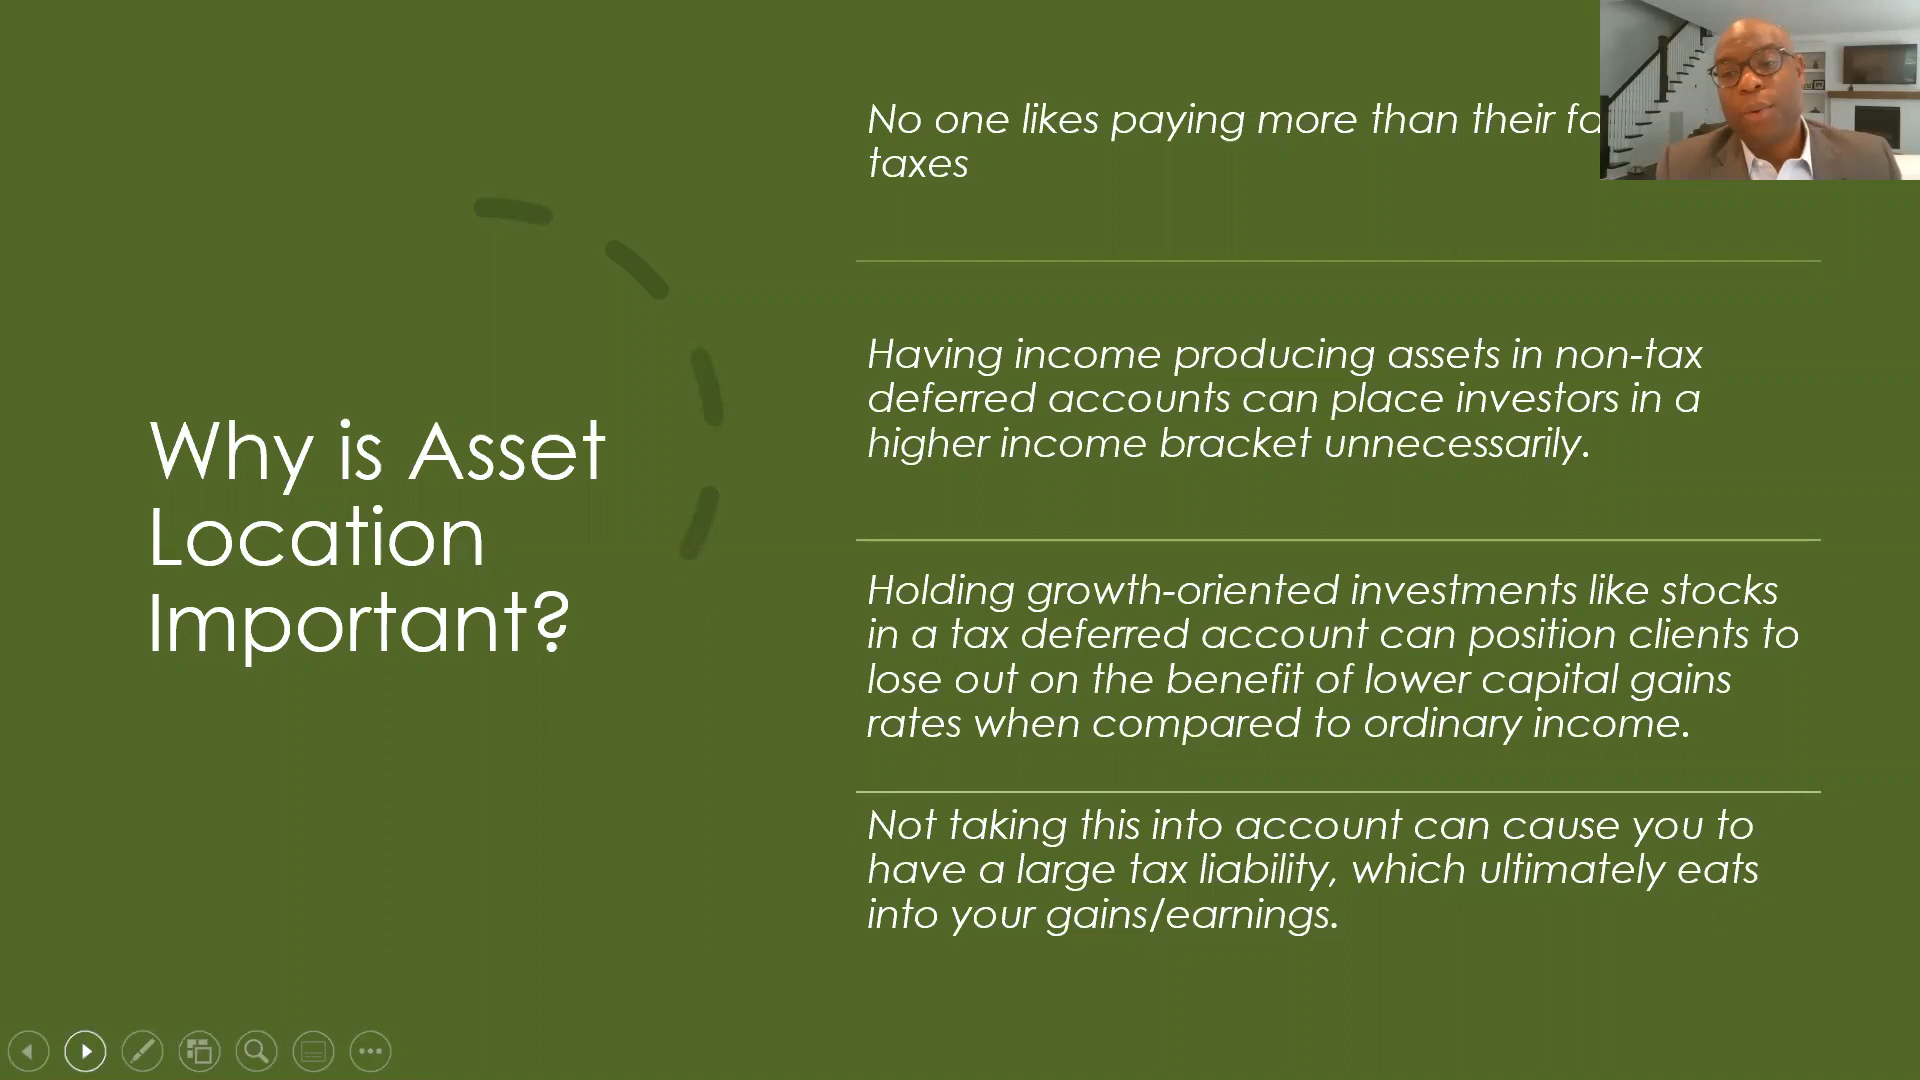 Why is Asset
Location
Important?
No one likes paying more than their
taxes
Having income producing assets in non-tax
deferred accounts can place investors in a
higher income bracket unnecessarily.
Holding growth-oriented investments like stocks
in a tax deferred account can position clients to
lose out on the benefit of lower capital gains
rates when compared to ordinary income.
Not taking this into account can cause you to
have a large tax liability, which ultimately eats
into your gains/earnings.